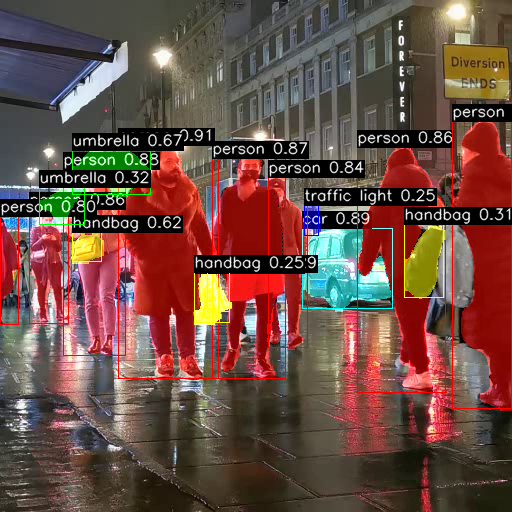 FOREVER
Diversion
ENDS
umbrella 0.67
0.91
person 0.87
person 0.86
person
person 0.88
person 0.84
umbrella 0.32
traffic light 0.25
person 0.80
0.86
handbag 0.62
car 0.89
handbag 0.31
handbag 0.25
9